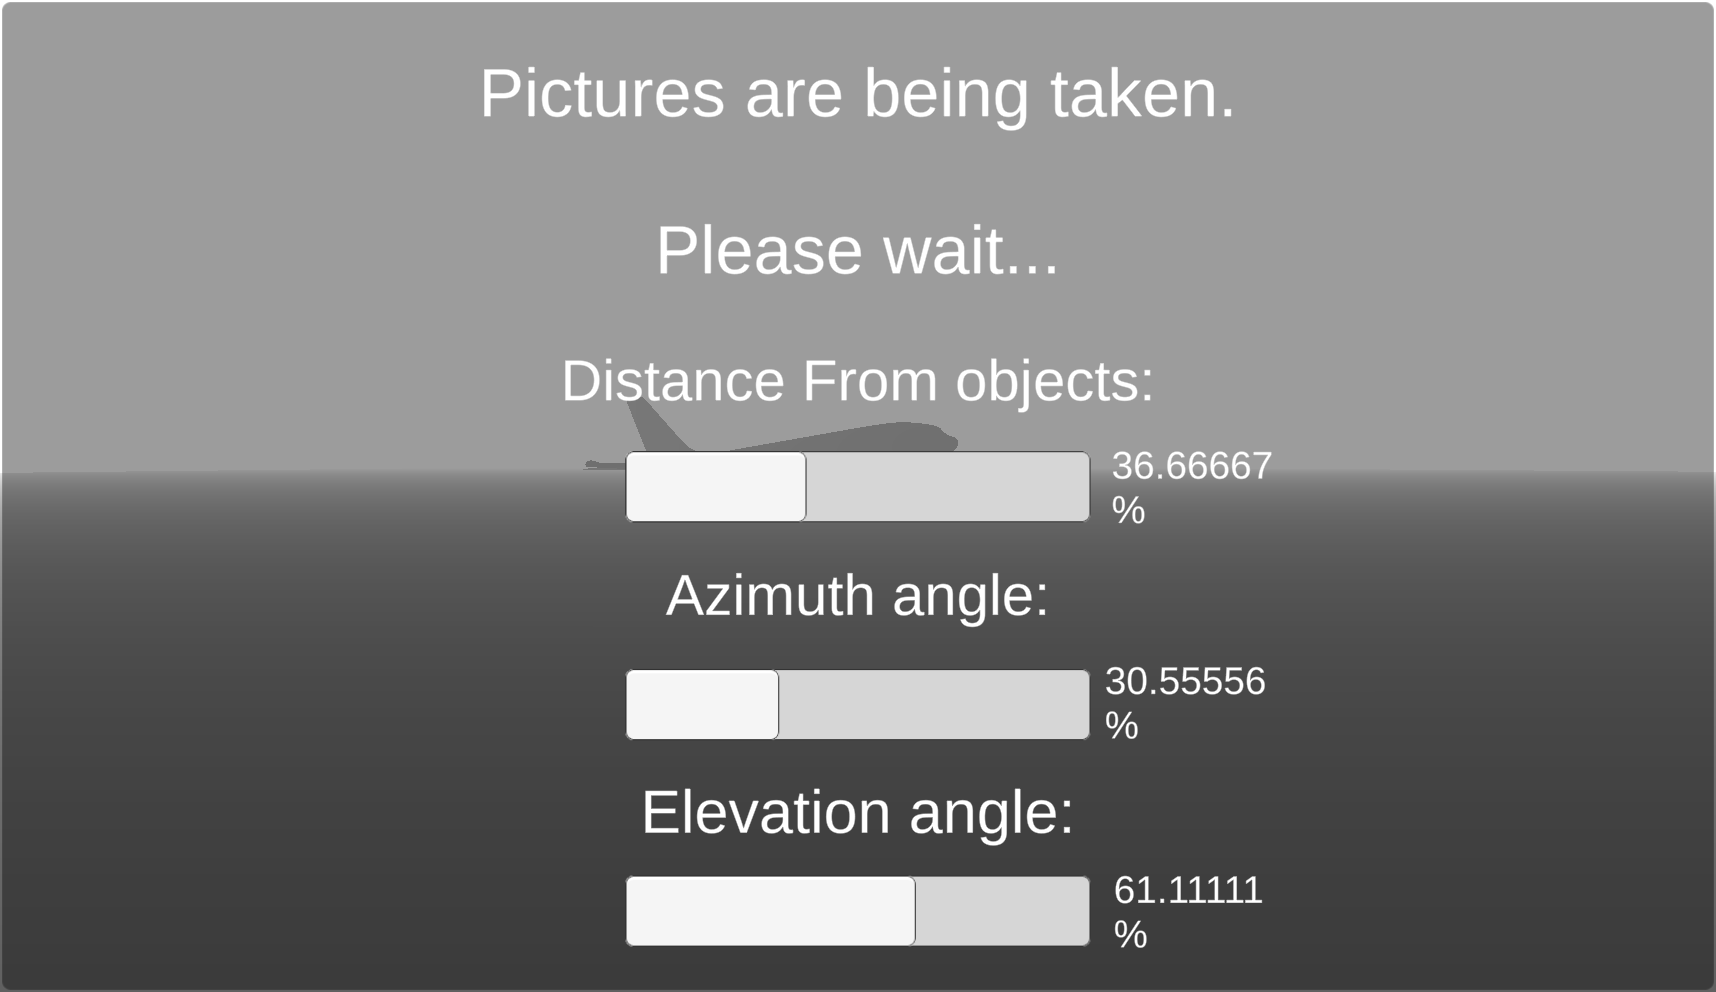 Pictures are being taken.
Please wait...
Distance From objects:
36.66667
%
Azimuth angle:
30.55556
%
Elevation angle:
61.11111
%